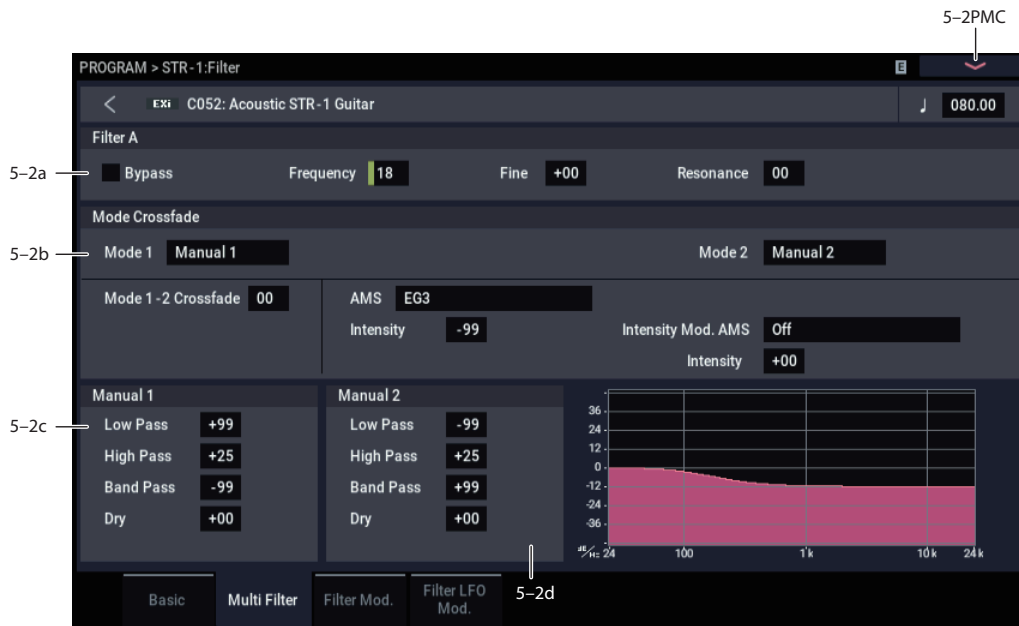 5–2PMC
PROGRAM > STR-1:Filter E
EXi C052: Acoustic STR-1 Guitar ♩ 080.00
Filter A
5–2a Bypass Frequency 18 Fine +00 Resonance 00
Mode Crossfade
5–2b Mode 1 Manual 1 Mode 2 Manual 2
Mode 1-2 Crossfade 00 AMS EG3
Intensity -99 Intensity Mod. AMS Off
Intensity +00
Manual 1 Manual 2
5–2c Low Pass +99 Low Pass -99
High Pass +25 High Pass +25
Band Pass -99 Band Pass +99
Dry +00 Dry +00
36
24
12
0
-12
-24
-36
dB/Hz 24 100 1k 10k 24k
5–2d
Basic Multi Filter Filter Mod. Filter LFO
Mod.